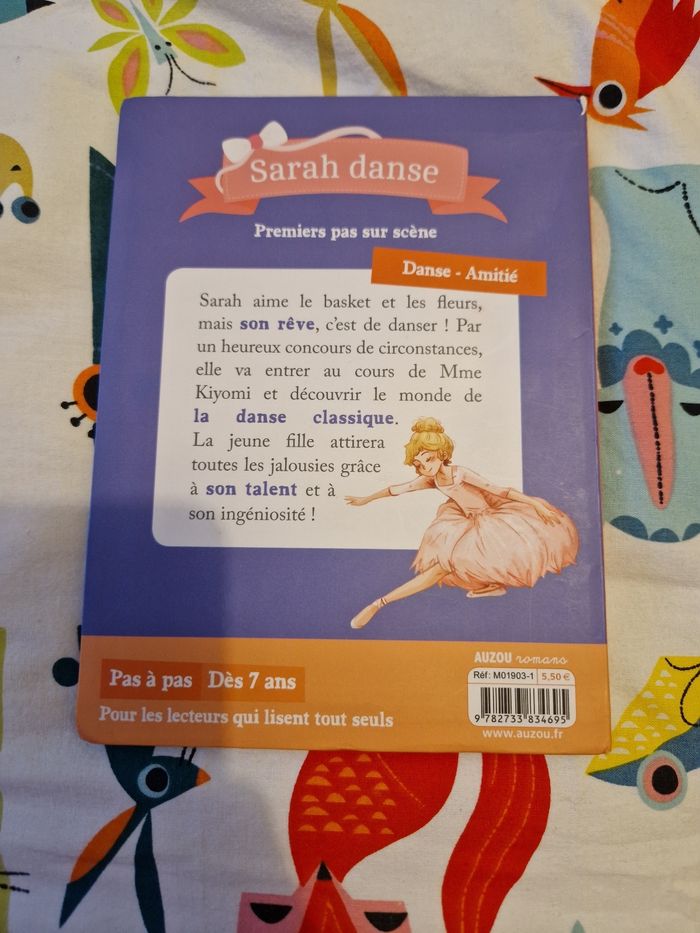 Sarah danse
Premiers pas sur scène
Danse - Amitié
Sarah aime le basket et les fleurs,
mais son rêve, c'est de danser ! Par
un heureux concours de circonstances,
elle va entrer au cours de Mme
Kiyomi et découvrir le monde de
la danse classique.
La jeune fille attirera
toutes les jalousies grâce
à son talent et à
son ingéniosité !
Pas à pas Dès 7 ans
Pour les lecteurs qui lisent tout seuls
AUZOU romans
Réf: M01903-1 5,50 €
9 782733 834695
www.auzou.fr